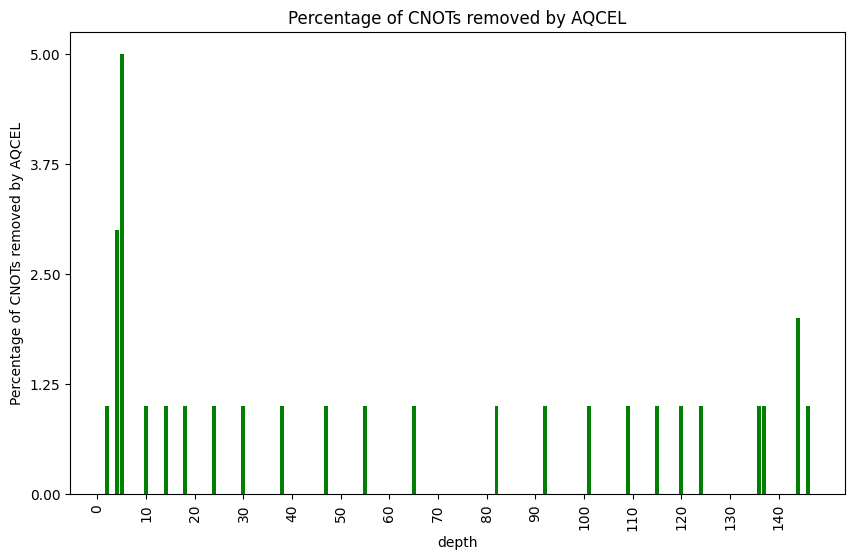 Percentage of CNOTs removed by AQCEL
Percentage of CNOTs removed by AQCEL
5.00
3.75
2.50
1.25
0.00
0 10 20 30 40 50 60 70 80 90 100 110 120 130 140
depth